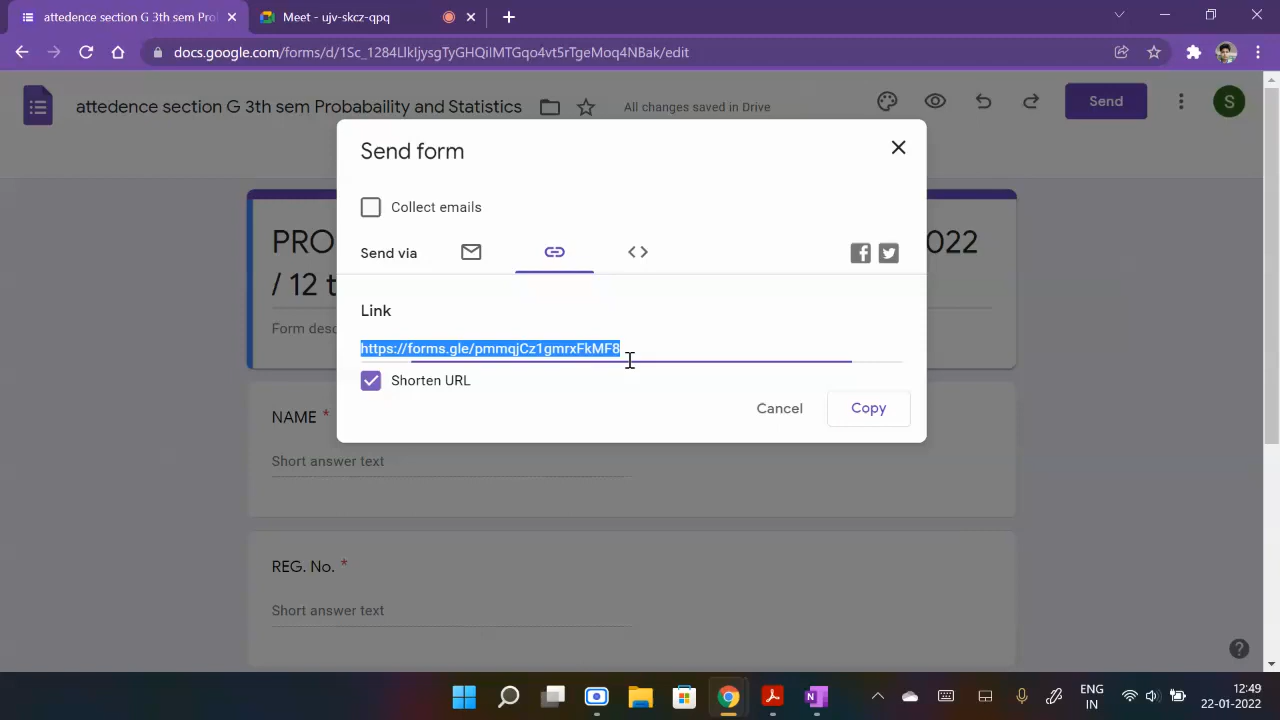 attedence section G 3th sem Pro
Meet - ujv-skcz-qpq
docs.google.com/forms/d/1Sc_1284LlkIjysgTyGHQiIMTGqo4vt5rTgeMoq4NBak/edit
attedence section G 3th sem Probabaility and Statistics
All changes saved in Drive
Send
S
Send form
Collect emails
PRO
022
Send via
/ 12 t
Link
Form desc
https://forms.gle/pmmqjCz1gmrxFkMF8
Shorten URL
Cancel
Copy
NAME *
Short answer text
REG. No. *
Short answer text
ENG
IN
12:49
22-01-2022